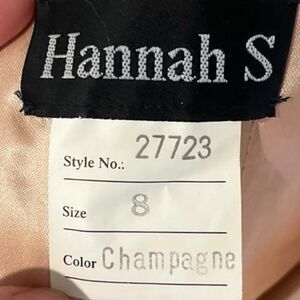 Hannah S
Style No.: 27723
Size 8
Color Champagne